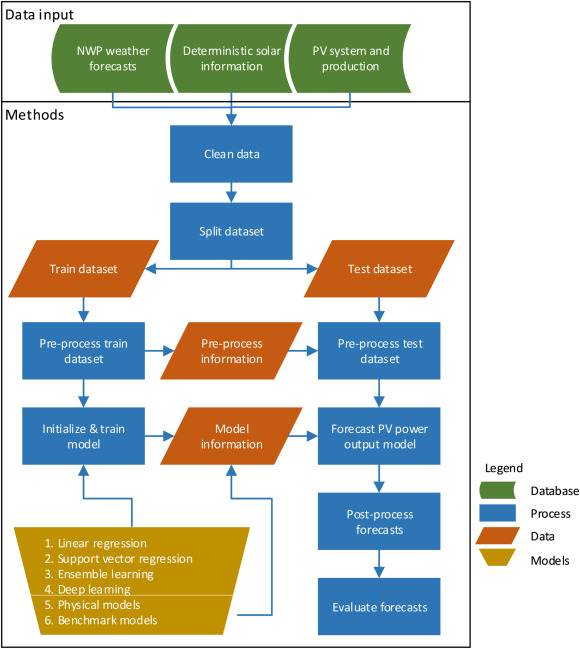 Data input
NWP weather
forecasts
Deterministic solar
information
PV system and
production
Methods
Clean data
Split dataset
Train dataset
Test dataset
Pre-process train
dataset
Pre-process
information
Pre-process test
dataset
Initialize & train
model
Model
information
Forecast PV power
output model
Post-process
forecasts
Evaluate forecasts
1. Linear regression
2. Support vector regression
3. Ensemble learning
4. Deep learning
5. Physical models
6. Benchmark models
Legend
Database
Process
Data
Models